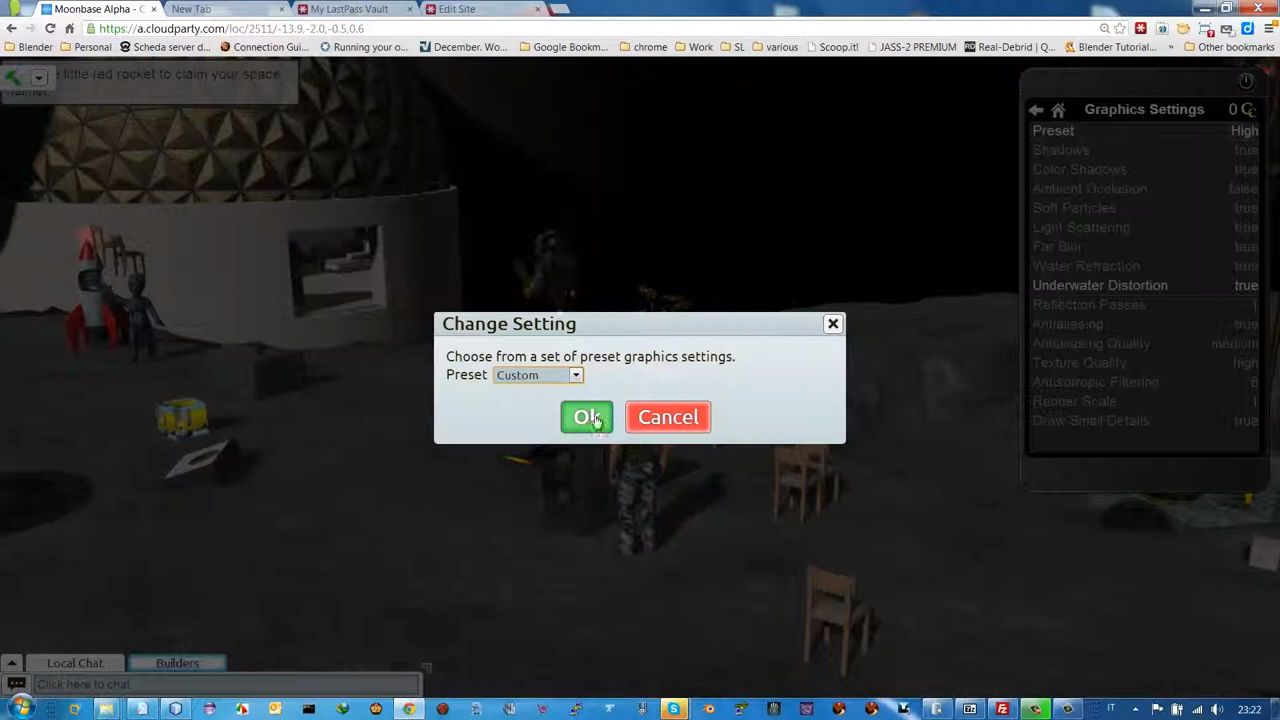 Moonbase Alpha - C
New Tab
My LastPass Vault
Edit Site
https://a.cloudparty.com/loc/2511/-13.9,-2.0,-0.5,0.6
Blender
Personal
Scheda server d...
Connection Gui...
Running your o...
December. Wo...
Google Bookm...
chrome
Work
SL
various
Scoop.it!
JASS-2 PREMIUM
Real-Debrid | Q...
Blender Tutorial...
Other bookmarks
little red rocket to claim your space
helmet.
Graphics Settings 0
Preset High
Shadows true
Color Shadows true
Ambient Occlusion false
Soft Particles true
Light Scattering true
Far Blur true
Water Refraction true
Underwater Distortion true
Reflection Passes 1
Antialiasing true
Antialiasing Quality medium
Texture Quality high
Anisotropic Filtering 8
Render Scale 1
Draw Small Details true
Change Setting
Choose from a set of preset graphics settings.
Preset Custom
Ok
Cancel
Local Chat
Builders
Click here to chat
IT
23:22